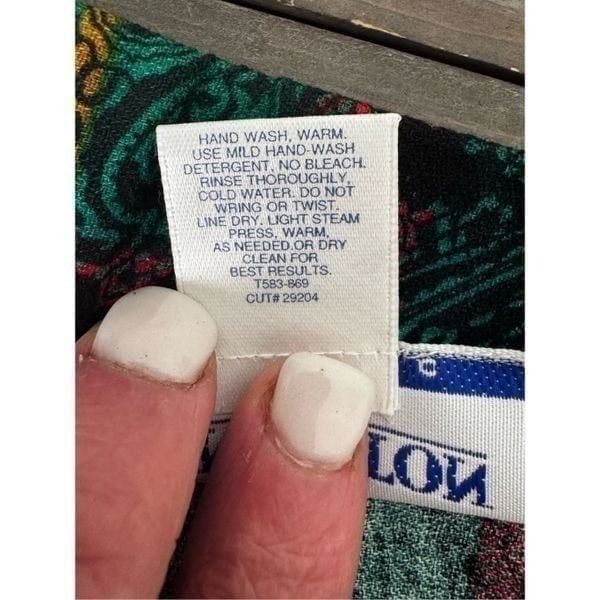 HAND WASH, WARM.
USE MILD HAND-WASH
DETERGENT, NO BLEACH.
RINSE THOROUGHLY,
COLD WATER. DO NOT
WRING OR TWIST.
LINE DRY. LIGHT STEAM
PRESS, WARM,
AS NEEDED.OR DRY
CLEAN FOR
BEST RESULTS.
T583-869
CUT# 29204